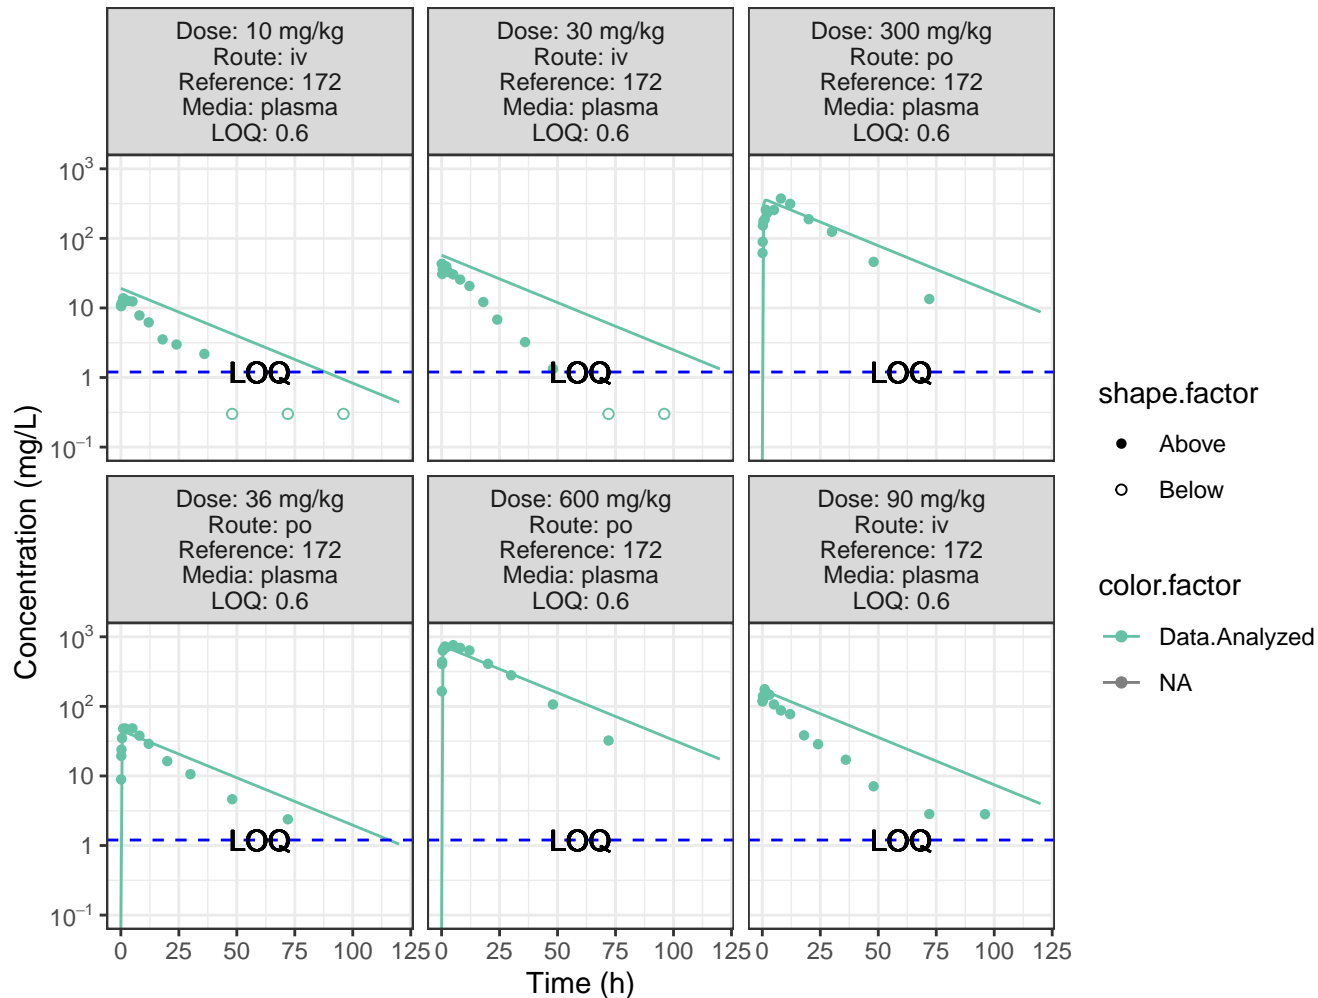 Dose: 10 mg/kg
Route: iv
Reference: 172
Media: plasma
LOQ: 0.6
Dose: 30 mg/kg
Route: iv
Reference: 172
Media: plasma
LOQ: 0.6
Dose: 300 mg/kg
Route: po
Reference: 172
Media: plasma
LOQ: 0.6
10³
10²
10
1
10⁻¹
LOQ
LOQ
LOQ
Dose: 36 mg/kg
Route: po
Reference: 172
Media: plasma
LOQ: 0.6
Dose: 600 mg/kg
Route: po
Reference: 172
Media: plasma
LOQ: 0.6
Dose: 90 mg/kg
Route: iv
Reference: 172
Media: plasma
LOQ: 0.6
10³
10²
10
1
10⁻¹
LOQ
LOQ
LOQ
0 25 50 75 100 125
0 25 50 75 100 125
0 25 50 75 100 125
Time (h)
Concentration (mg/L)
shape.factor
Above
Below
color.factor
Data.Analyzed
NA